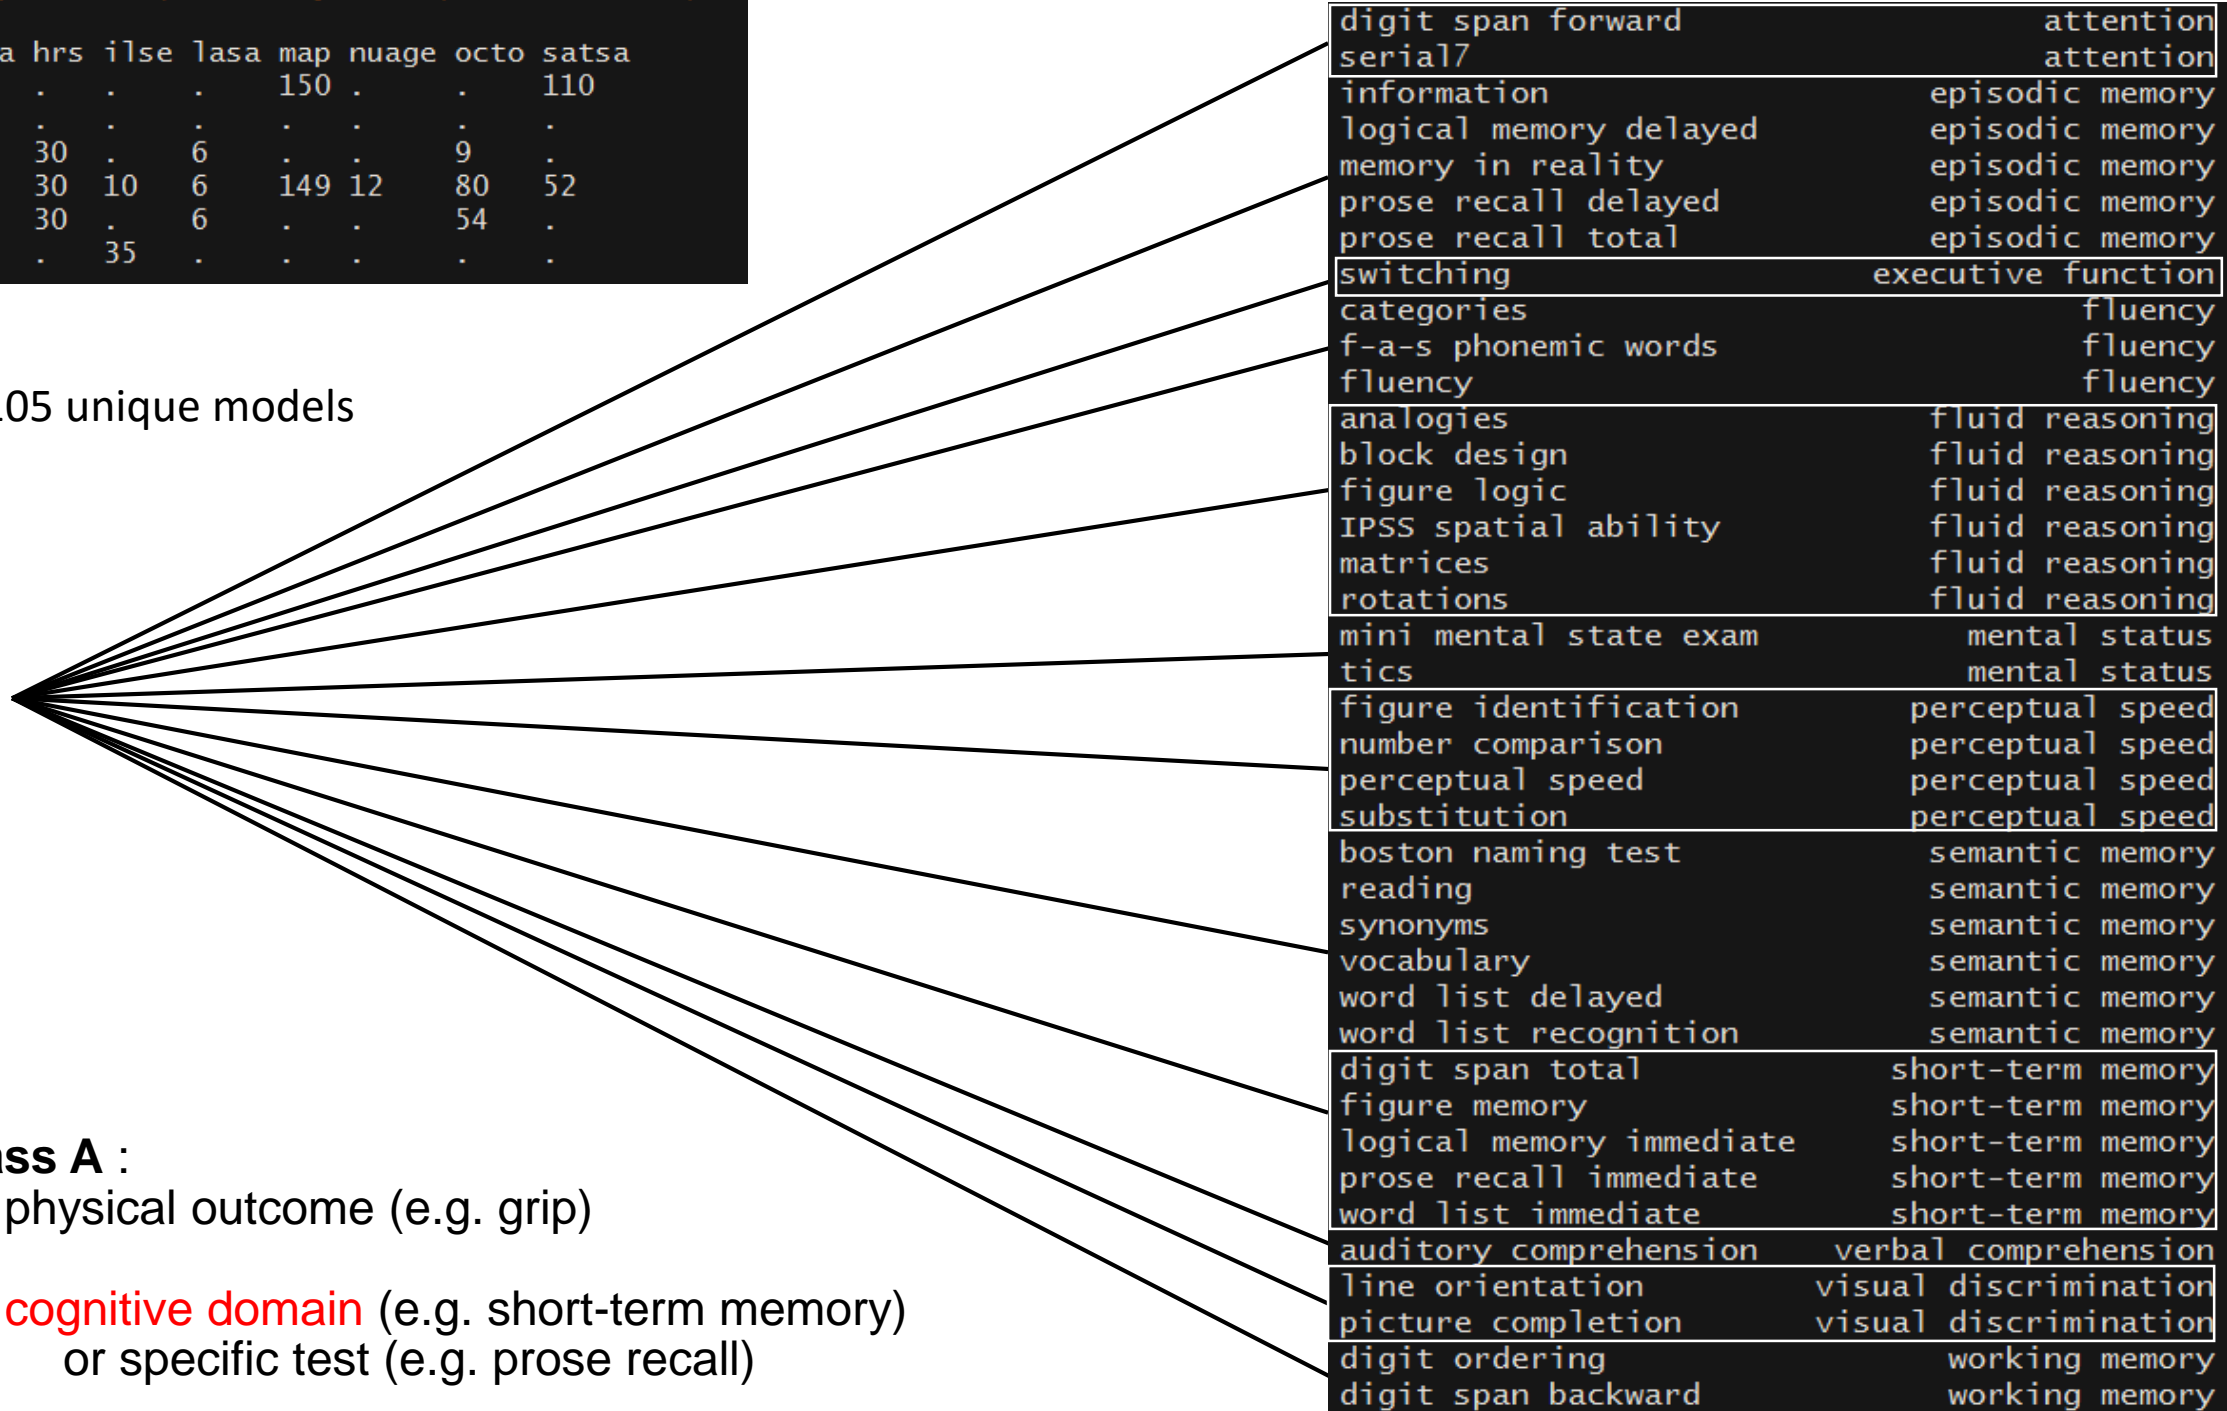 a hrs ilse lasa map nuage octo satsa
. . . 150 . . 110
. . . . . . .
30 . 6 . . 9 .
30 10 6 149 12 80 52
30 . 6 . . 54 .
. 35 . . . . .
105 unique models
ass A :
physical outcome (e.g. grip)
cognitive domain (e.g. short-term memory)
or specific test (e.g. prose recall)
digit span forward attention
serial7 attention
information episodic memory
logical memory delayed episodic memory
memory in reality episodic memory
prose recall delayed episodic memory
prose recall total episodic memory
switching executive function
categories fluency
f-a-s phonemic words fluency
fluency fluency
analogies fluid reasoning
block design fluid reasoning
figure logic fluid reasoning
IPSS spatial ability fluid reasoning
matrices fluid reasoning
rotations fluid reasoning
mini mental state exam mental status
tics mental status
figure identification perceptual speed
number comparison perceptual speed
perceptual speed perceptual speed
substitution perceptual speed
boston naming test semantic memory
reading semantic memory
synonyms semantic memory
vocabulary semantic memory
word list delayed semantic memory
word list recognition semantic memory
digit span total short-term memory
figure memory short-term memory
logical memory immediate short-term memory
prose recall immediate short-term memory
word list immediate short-term memory
auditory comprehension verbal comprehension
line orientation visual discrimination
picture completion visual discrimination
digit ordering working memory
digit span backward working memory